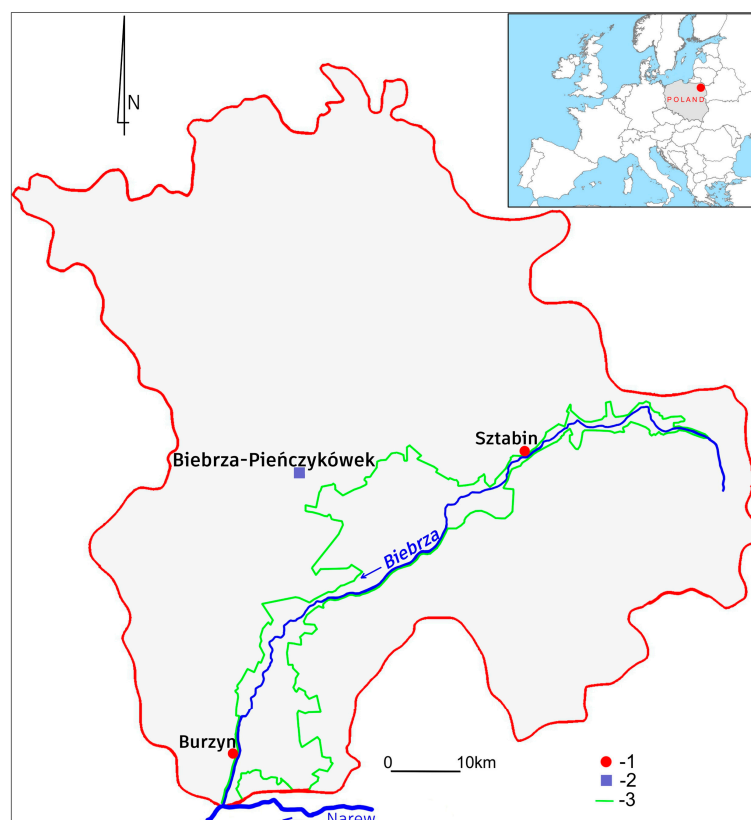 N
POLAND
Sztabin
Biebrza-Pieńczykówek
Biebrza
Burzyn
0 10km
-1
-2
-3
Narew